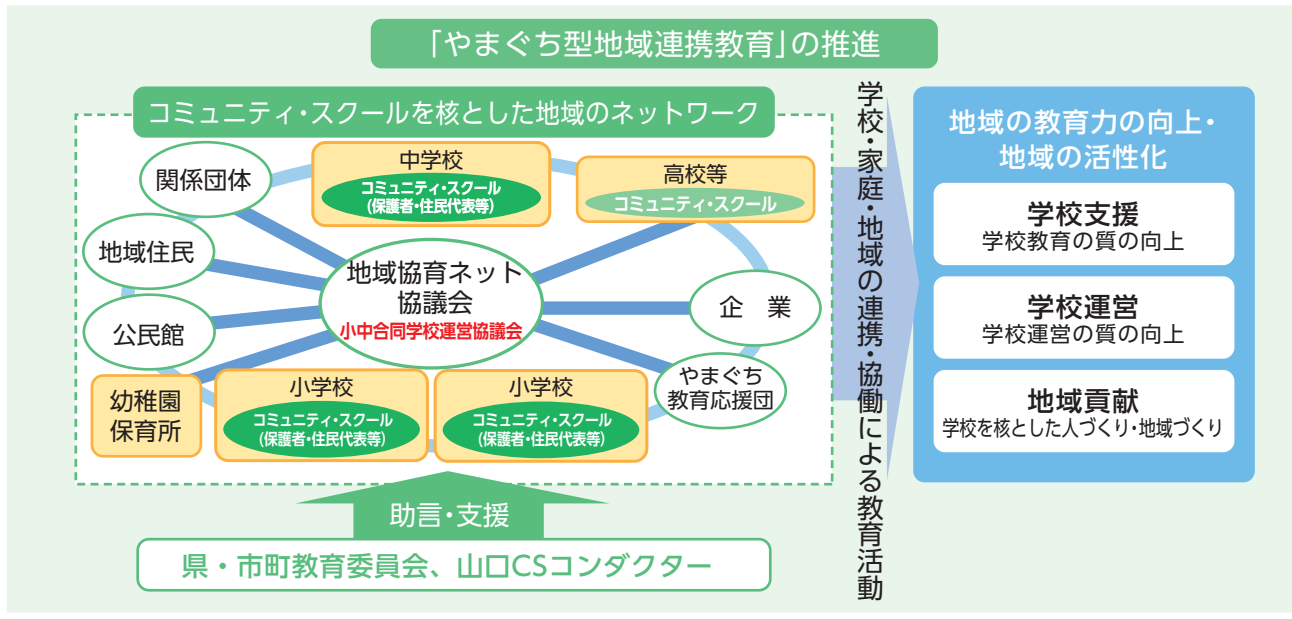 「やまぐち型地域連携教育」の推進
コミュニティ・スクールを核とした地域のネットワーク
関係団体
地域住民
公民館
幼稚園
保育所
中学校
コミュニティ・スクール
(保護者・住民代表等)
高校等
コミュニティ・スクール
地域協育ネット
協議会
小中合同学校運営協議会
企　業
やまぐち
教育応援団
小学校
コミュニティ・スクール
(保護者・住民代表等)
小学校
コミュニティ・スクール
(保護者・住民代表等)
助言・支援
県・市町教育委員会、山口CSコンダクター
学校・家庭・地域の連携・協働による教育活動
地域の教育力の向上・
地域の活性化
学校支援
学校教育の質の向上
学校運営
学校運営の質の向上
地域貢献
学校を核とした人づくり・地域づくり